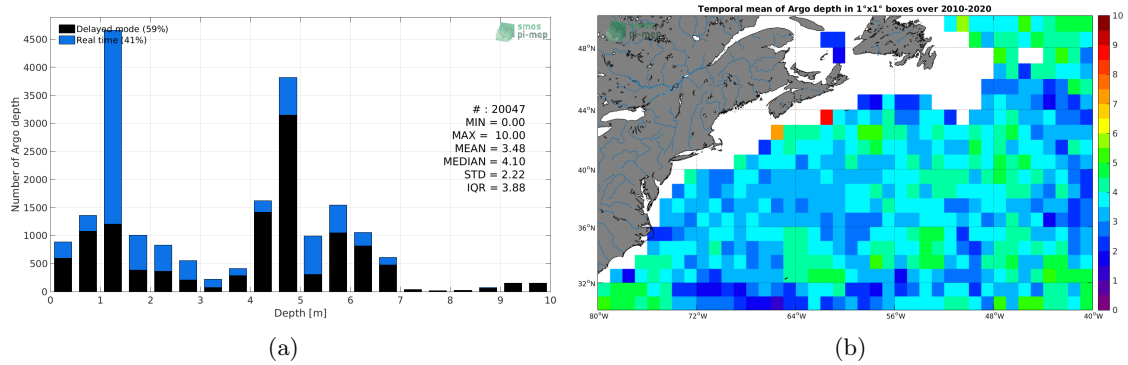 Delayed mode (59%)
Real time (41%)
smos
pi-mep
4500
4000
3500
3000
2500
2000
1500
1000
500
0
Number of Argo depth
# : 20047
MIN = 0.00
MAX = 10.00
MEAN = 3.48
MEDIAN = 4.10
STD = 2.22
IQR = 3.88
0 1 2 3 4 5 6 7 8 9 10
Depth [m]
(a)
Temporal mean of Argo depth in 1°x1° boxes over 2010-2020
smos
pi-mep
48°N
44°N
40°N
36°N
32°N
80°W 72°W 64°W 56°W 48°W 40°W
10
9
8
7
6
5
4
3
2
1
0
(b)